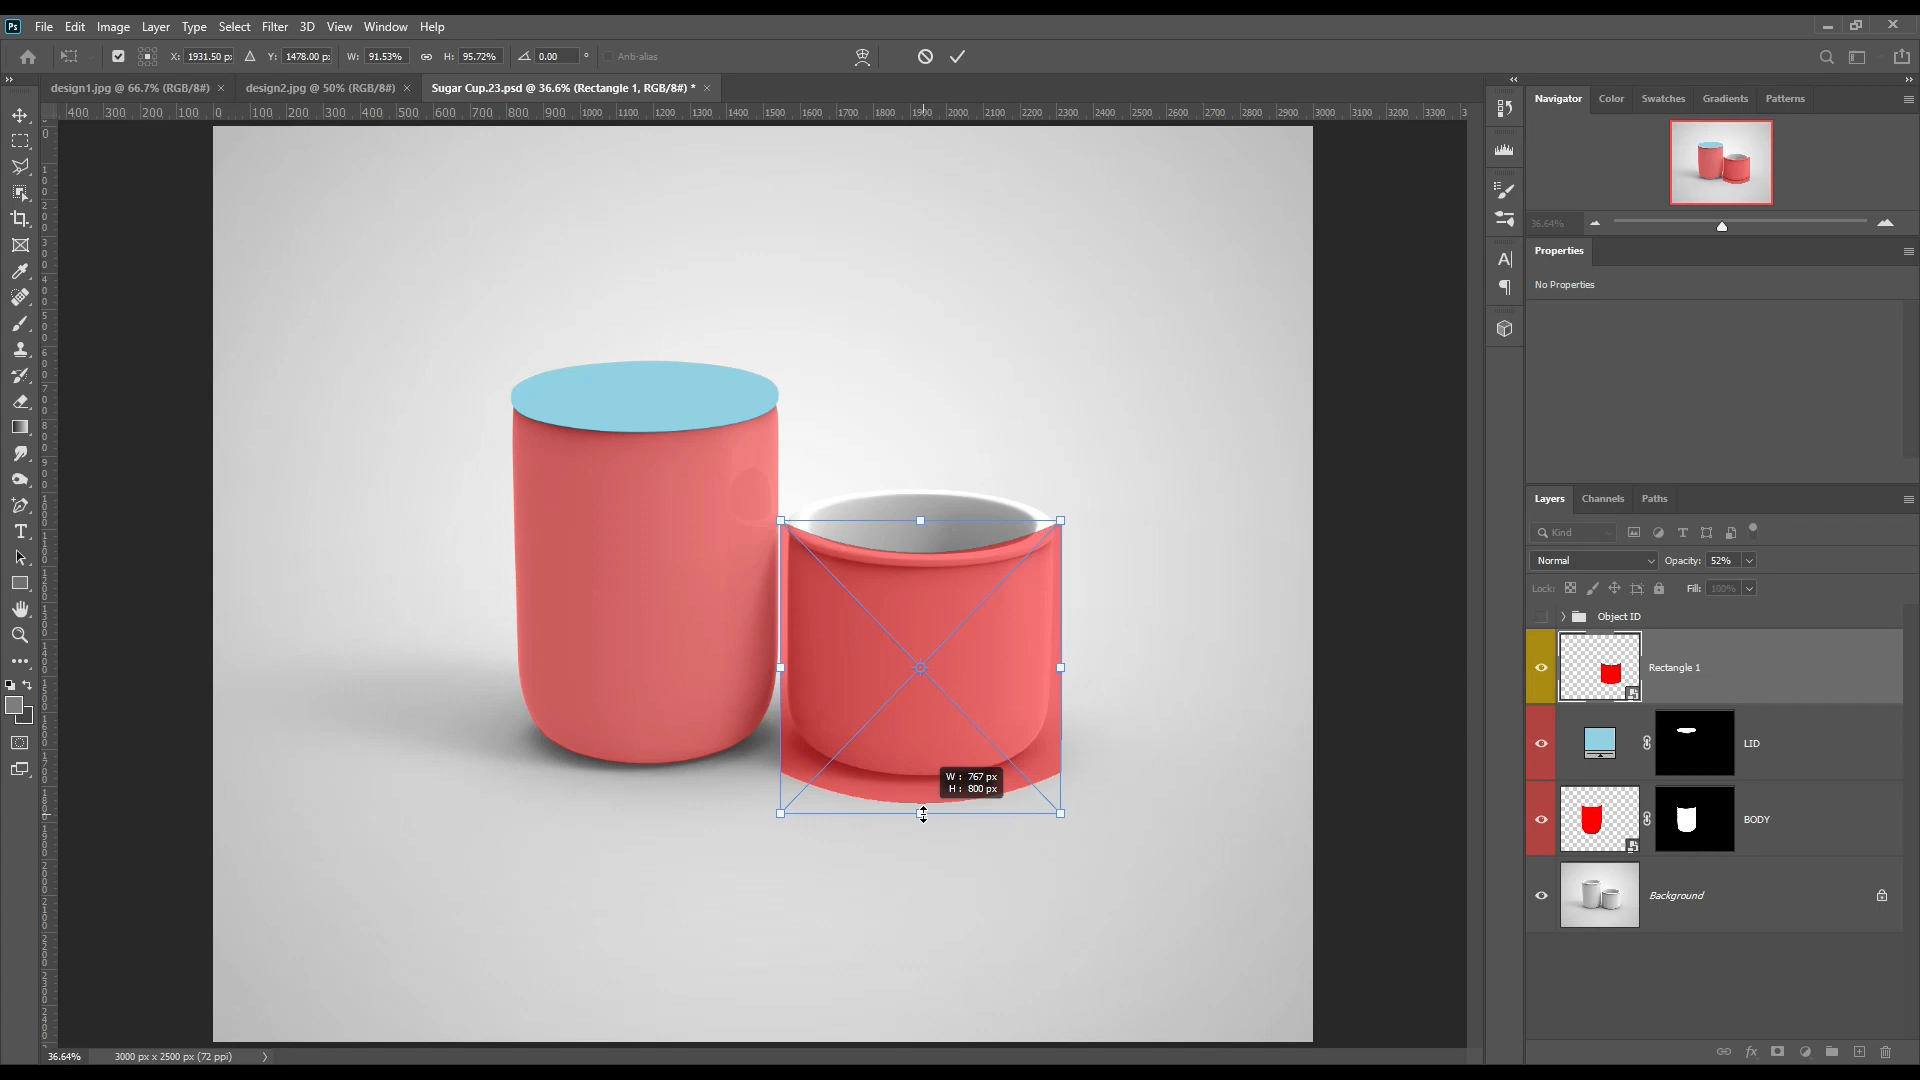 Ps File Edit Image Layer Type Select Filter 3D View Window Help
X: 1931.50 p: Y: 1478.00 p: W: 91.53% H: 95.72% 0.00 ° Anti-alias
design1.jpg @ 66.7% (RGB/8#) × design2.jpg @ 50% (RGB/8#) × Sugar Cup.23.psd @ 36.6% (Rectangle 1, RGB/8#) * ×
400 300 200 100 0 100 200 300 400 500 600 700 800 900 1000 1100 1200 1300 1400 1500 1600 1700 1800 1900 2000 2100 2200 2300 2400 2500 2600 2700 2800 2900 3000 3100 3200 3300
Navigator Color Swatches Gradients Patterns
36.64%
Properties
No Properties
Layers Channels Paths
Kind
Normal Opacity: 52%
Lock: Fill: 100%
Object ID
Rectangle 1
LID
BODY
Background
W : 767 px
H : 800 px
36.64% 3000 px x 2500 px (72 ppi)